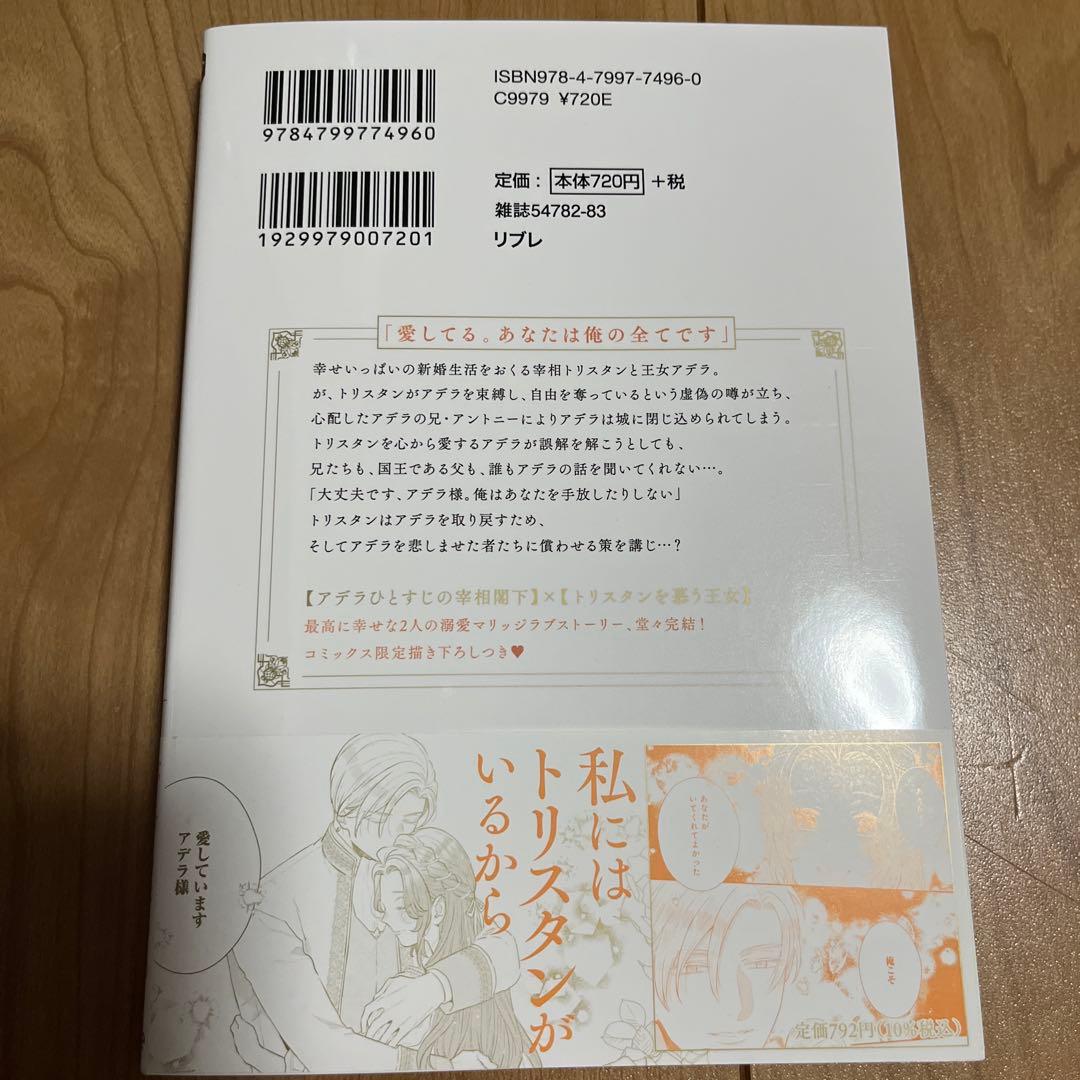 ISBN978-4-7997-7496-0
C9979 ¥720E
9784799774960
定価：本体720円+税
雑誌54782-83
リブレ
1929979007201
「愛してる。あなたは俺の全てです」
幸せいっぱいの新婚生活をおくる宰相トリスタンと王女アデラ。
が、トリスタンがアデラを束縛し、自由を奪っているという虚偽の噂が立ち、
心配したアデラの兄・アントニーによりアデラは城に閉じ込められてしまう。
トリスタンを心から愛するアデラが誤解を解こうとしても、
兄たちも、国王である父も、誰もアデラの話を聞いてくれない…。
「大丈夫です、アデラ様。俺はあなたを手放したりしない」
トリスタンはアデラを取り戻すため、
そしてアデラを悲しませた者たちに償わせる策を講じ…？
【アデラひとすじの宰相閣下】×【トリスタンを慕う王女】
最高に幸せな2人の溺愛マリッジラブストーリー、堂々完結！
コミックス限定描き下ろしつき♥
あなたが
いてくれてよかった
俺こそ
私には
トリスタンが
いるから
愛しています
アデラ様
定価792円(10%税込)